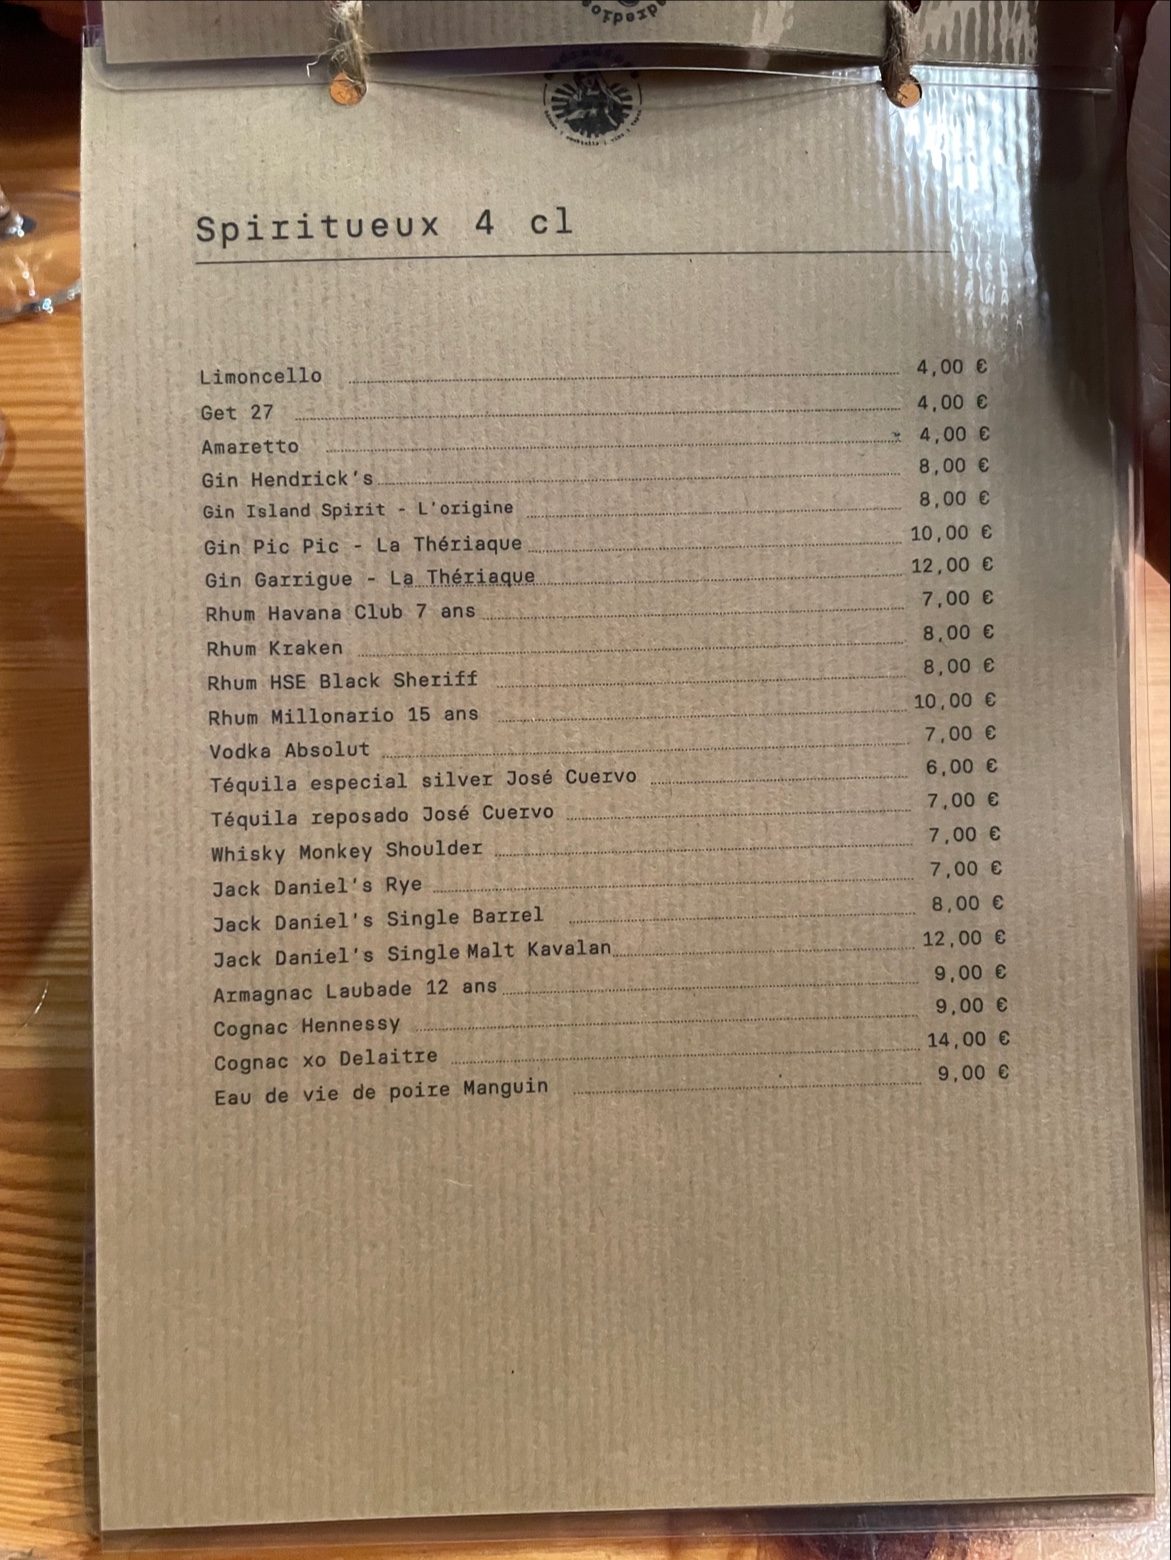 Spiritueux 4 cl
Limoncello 4,00 €
Get 27 4,00 €
Amaretto 4,00 €
Gin Hendrick's 8,00 €
Gin Island Spirit - L'origine 8,00 €
Gin Pic Pic - La Thériaque 10,00 €
Gin Garrigue - La Thériaque 12,00 €
Rhum Havana Club 7 ans 7,00 €
Rhum Kraken 8,00 €
Rhum HSE Black Sheriff 8,00 €
Rhum Millonario 15 ans 10,00 €
Vodka Absolut 7,00 €
Téquila especial silver José Cuervo 6,00 €
Téquila reposado José Cuervo 7,00 €
Whisky Monkey Shoulder 7,00 €
Jack Daniel's Rye 7,00 €
Jack Daniel's Single Barrel 8,00 €
Jack Daniel's Single Malt Kavalan 12,00 €
Armagnac Laubade 12 ans 9,00 €
Cognac Hennessy 9,00 €
Cognac xo Delaitre 14,00 €
Eau de vie de poire Manguin 9,00 €